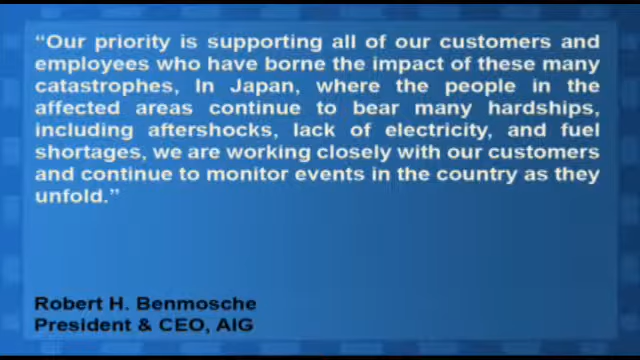 “Our priority is supporting all of our customers and
employees who have borne the impact of these many
catastrophes, In Japan, where the people in the
affected areas continue to bear many hardships,
including aftershocks, lack of electricity, and fuel
shortages, we are working closely with our customers
and continue to monitor events in the country as they
unfold.”
Robert H. Benmosche
President & CEO, AIG